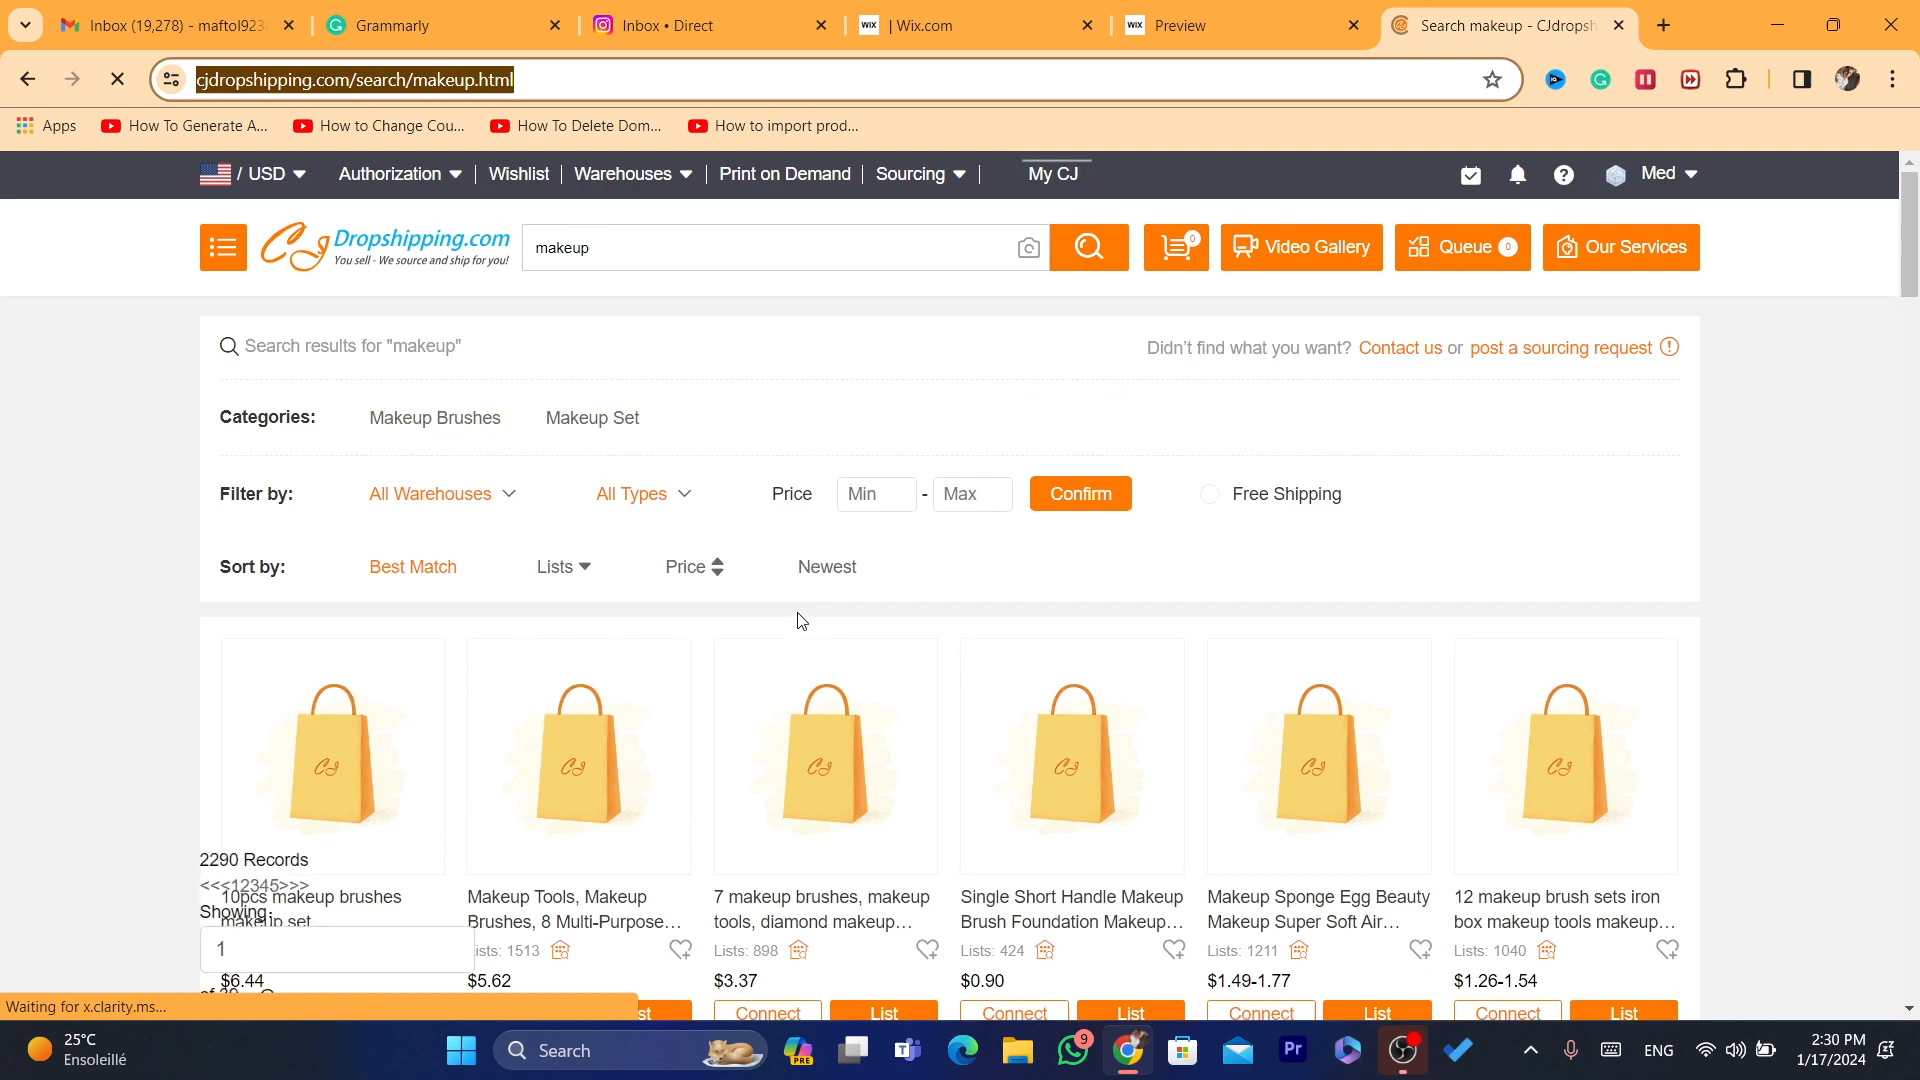 Inbox (19,278) - maftol923
Grammarly
Inbox • Direct
WIX | Wix.com
WIX Preview
Search makeup - CJdropsh
cjdropshipping.com/search/makeup.html
Apps
How To Generate A...
How to Change Cou...
How To Delete Dom...
How to import prod...
/ USD
Authorization
Wishlist
Warehouses
Print on Demand
Sourcing
My CJ
Med
CJ Dropshipping.com
You sell - We source and ship for you!
makeup
0
Video Gallery
Queue 0
Our Services
Search results for "makeup"
Didn't find what you want? Contact us or post a sourcing request
Categories: Makeup Brushes Makeup Set
Filter by: All Warehouses All Types Price Min - Max Confirm Free Shipping
Sort by: Best Match Lists Price Newest
2290 Records
<<<12345>>>
Showing:
1
10pcs makeup brushes
makeup set
$6.44
Makeup Tools, Makeup
Brushes, 8 Multi-Purpose...
Lists: 1513
$5.62
7 makeup brushes, makeup
tools, diamond makeup...
Lists: 898
$3.37
Connect List
Single Short Handle Makeup
Brush Foundation Makeup...
Lists: 424
$0.90
Connect List
Makeup Sponge Egg Beauty
Makeup Super Soft Air...
Lists: 1211
$1.49-1.77
Connect List
12 makeup brush sets iron
box makeup tools makeup...
Lists: 1040
$1.26-1.54
Connect List
Waiting for x.clarity.ms...
25°C
Ensoleillé
Search
PRE
9
Pr
ENG
2:30 PM
1/17/2024